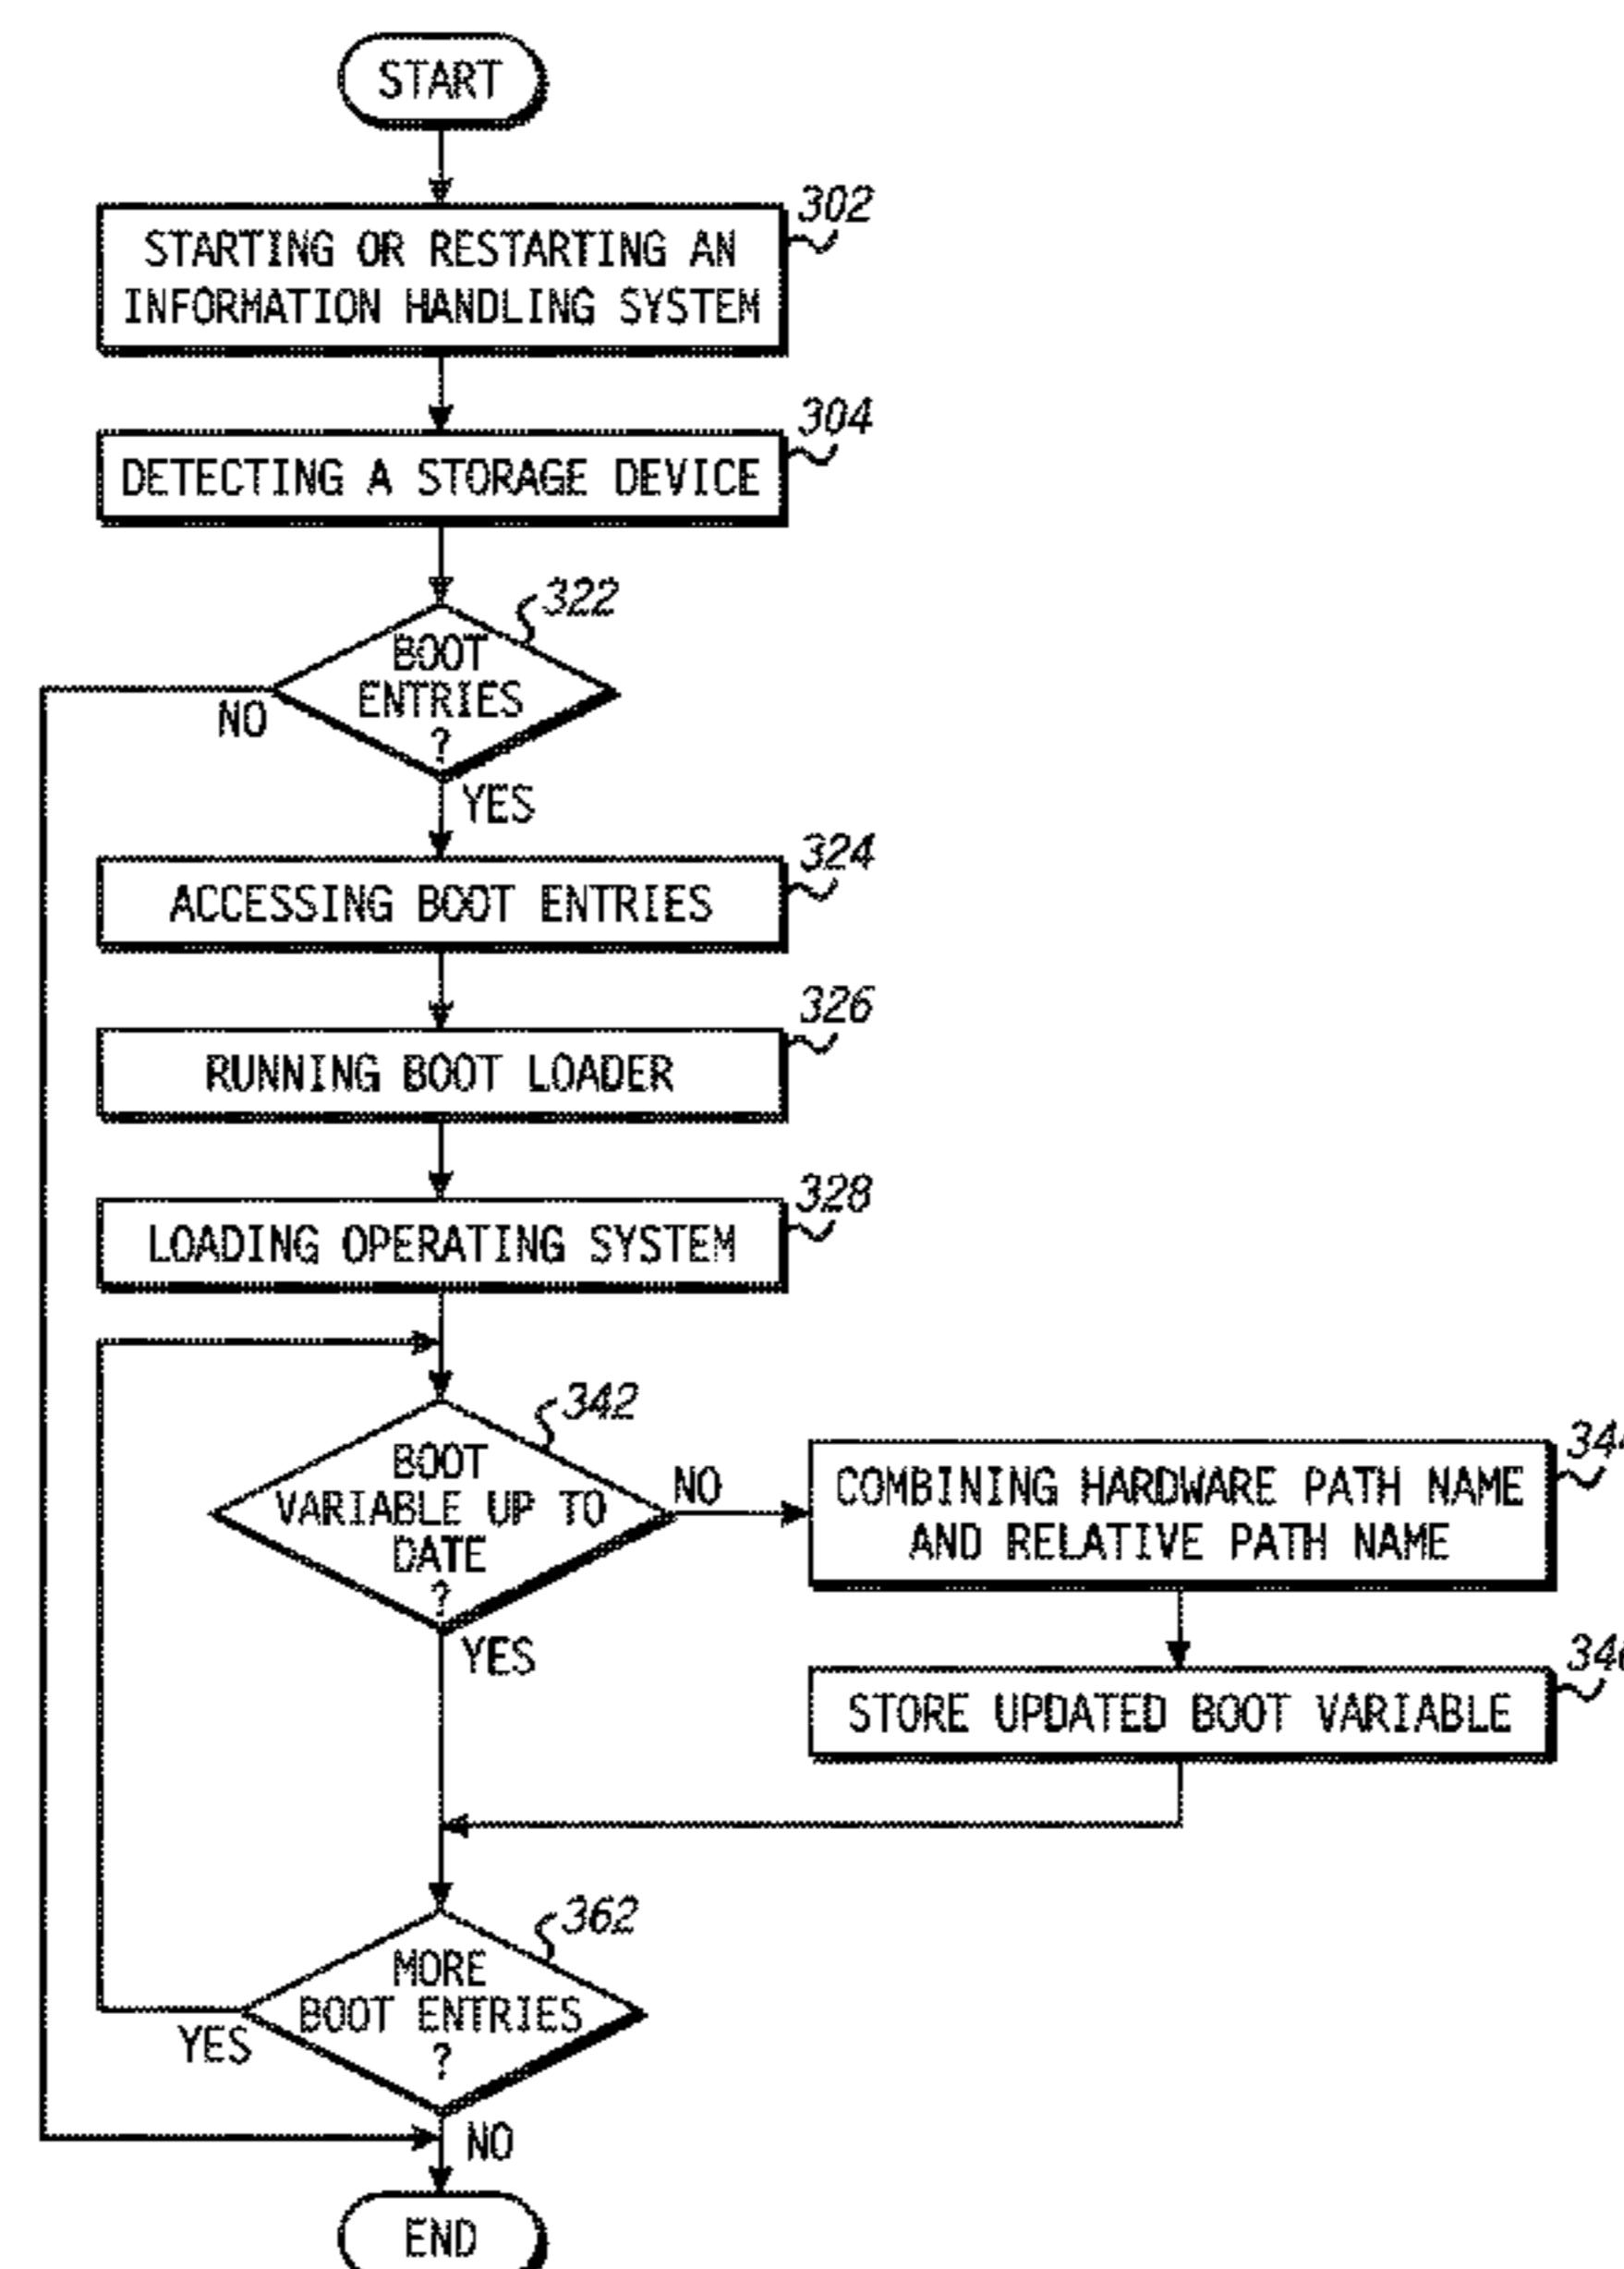 START
302
STARTING OR RESTARTING AN
INFORMATION HANDLING SYSTEM
304
DETECTING A STORAGE DEVICE
322
BOOT
ENTRIES
?
NO
YES
324
ACCESSING BOOT ENTRIES
326
RUNNING BOOT LOADER
328
LOADING OPERATING SYSTEM
342
BOOT
VARIABLE UP TO
DATE
?
NO
YES
344
COMBINING HARDWARE PATH NAME
AND RELATIVE PATH NAME
346
STORE UPDATED BOOT VARIABLE
362
MORE
BOOT ENTRIES
?
YES
NO
END